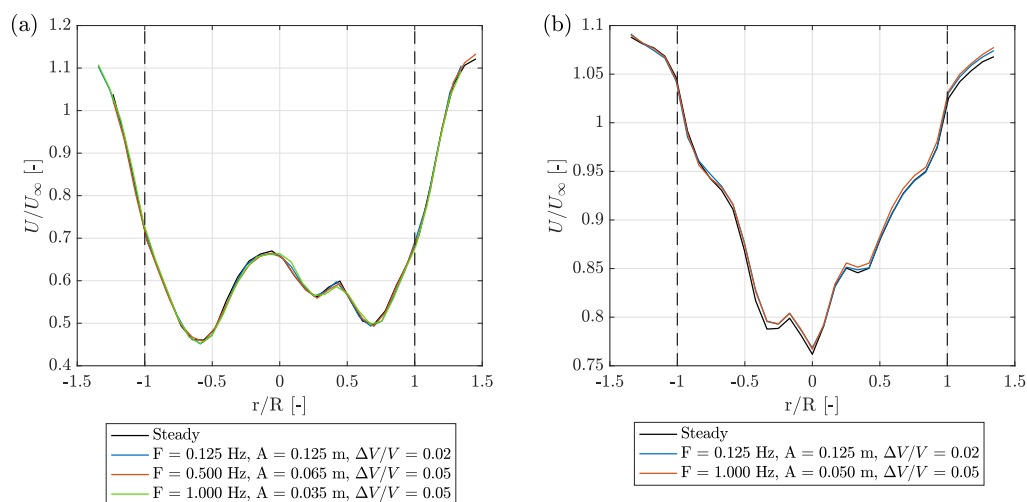 (a)
1.2
1.1
1
0.9
0.8
0.7
0.6
0.5
0.4
U/U∞ [-]
-1.5 -1 -0.5 0 0.5 1 1.5
r/R [-]
Steady
F = 0.125 Hz, A = 0.125 m, ΔV/V = 0.02
F = 0.500 Hz, A = 0.065 m, ΔV/V = 0.05
F = 1.000 Hz, A = 0.035 m, ΔV/V = 0.05
(b)
1.1
1.05
1
0.95
0.9
0.85
0.8
0.75
U/U∞ [-]
-1.5 -1 -0.5 0 0.5 1 1.5
r/R [-]
Steady
F = 0.125 Hz, A = 0.125 m, ΔV/V = 0.02
F = 1.000 Hz, A = 0.050 m, ΔV/V = 0.05